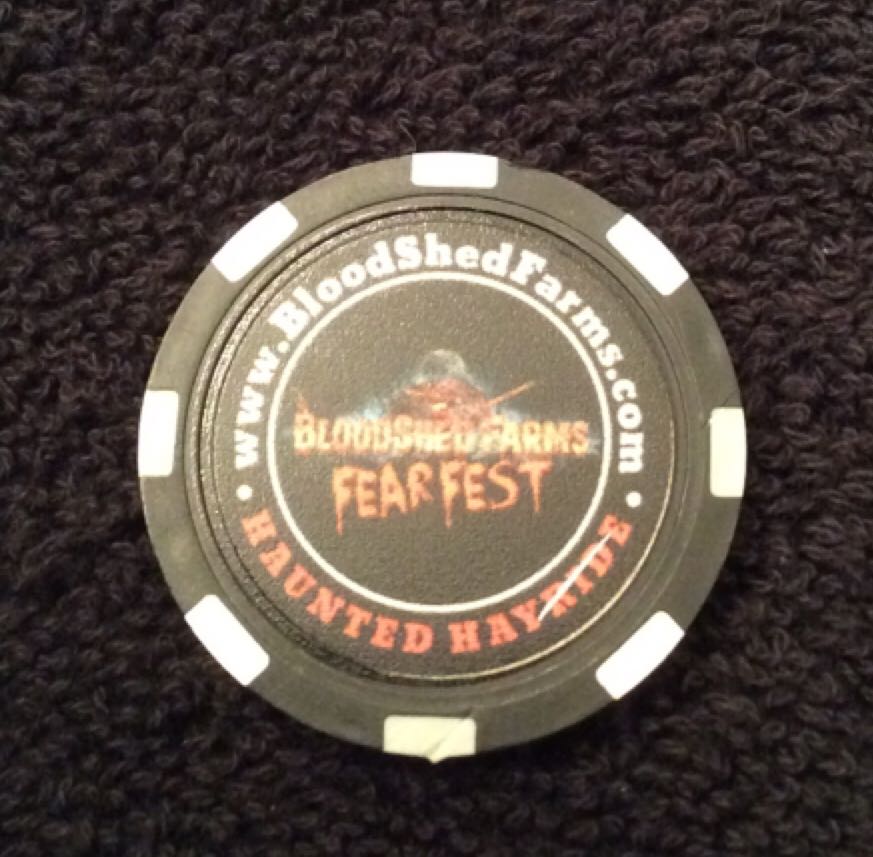 www.BloodShedFarms.com
BLOODSHED FARMS
FEAR FEST
• HAUNTED HAYRIDE •